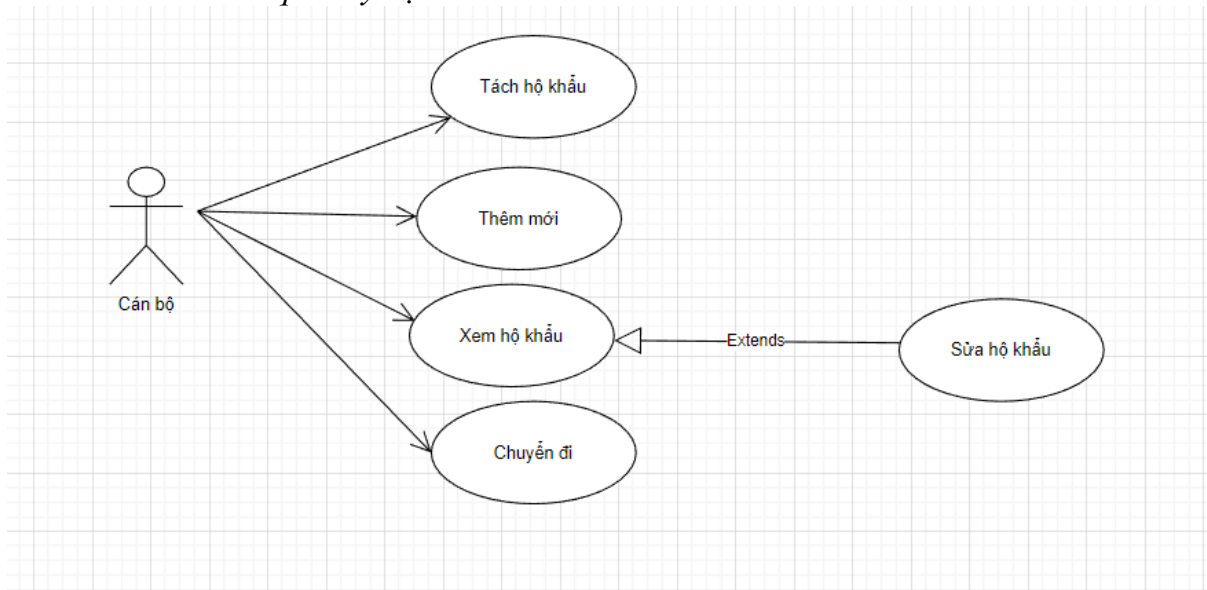 Tách hộ khẩu
Thêm mới
Cán bộ
Xem hộ khẩu
Extends
Sửa hộ khẩu
Chuyển đi